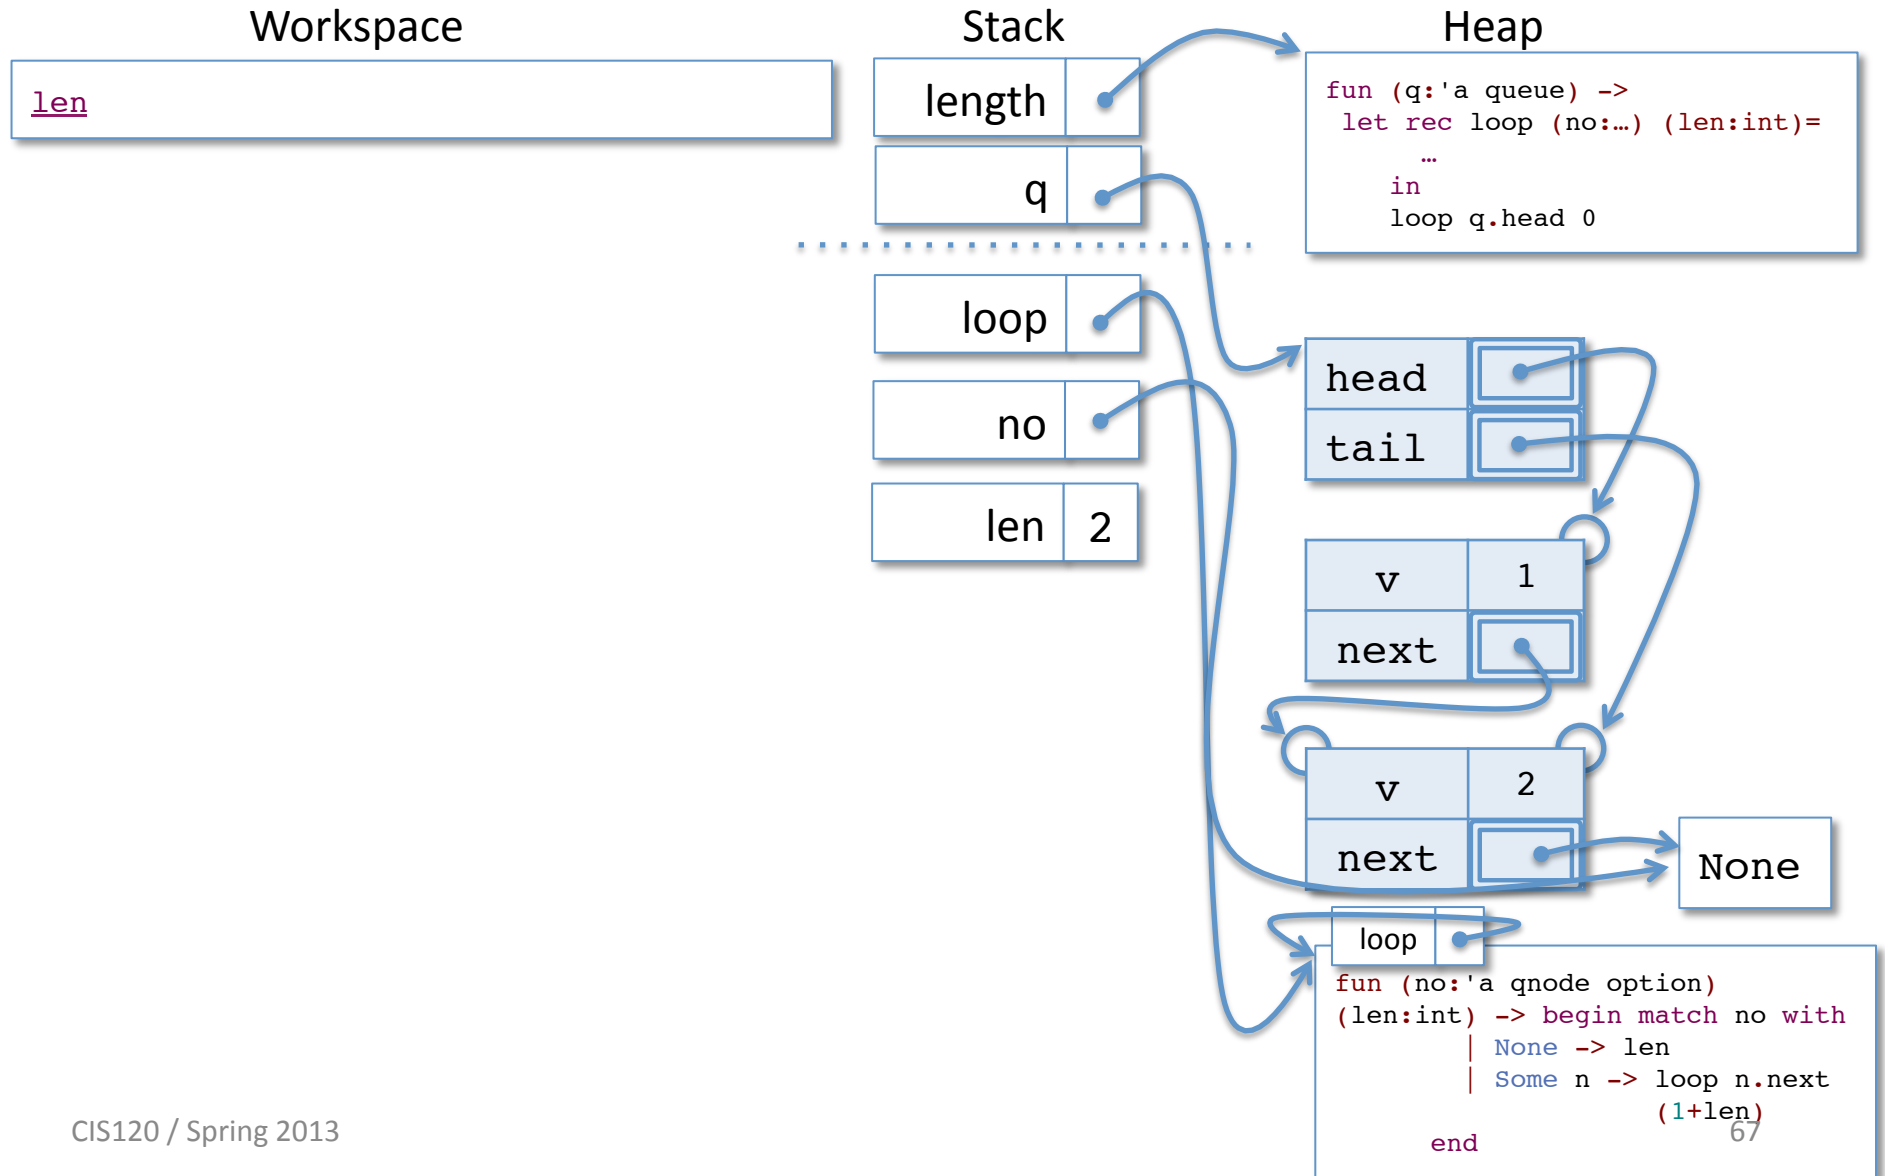 Workspace
len
Stack
length
q
loop
no
len 2
Heap
fun (q:'a queue) ->
let rec loop (no:…) (len:int)=
…
in
loop q.head 0
head
tail
v 1
next
v 2
next
None
loop
fun (no:'a qnode option)
(len:int) -> begin match no with
| None -> len
| Some n -> loop n.next
(1+len)
end
CIS120 / Spring 2013
67